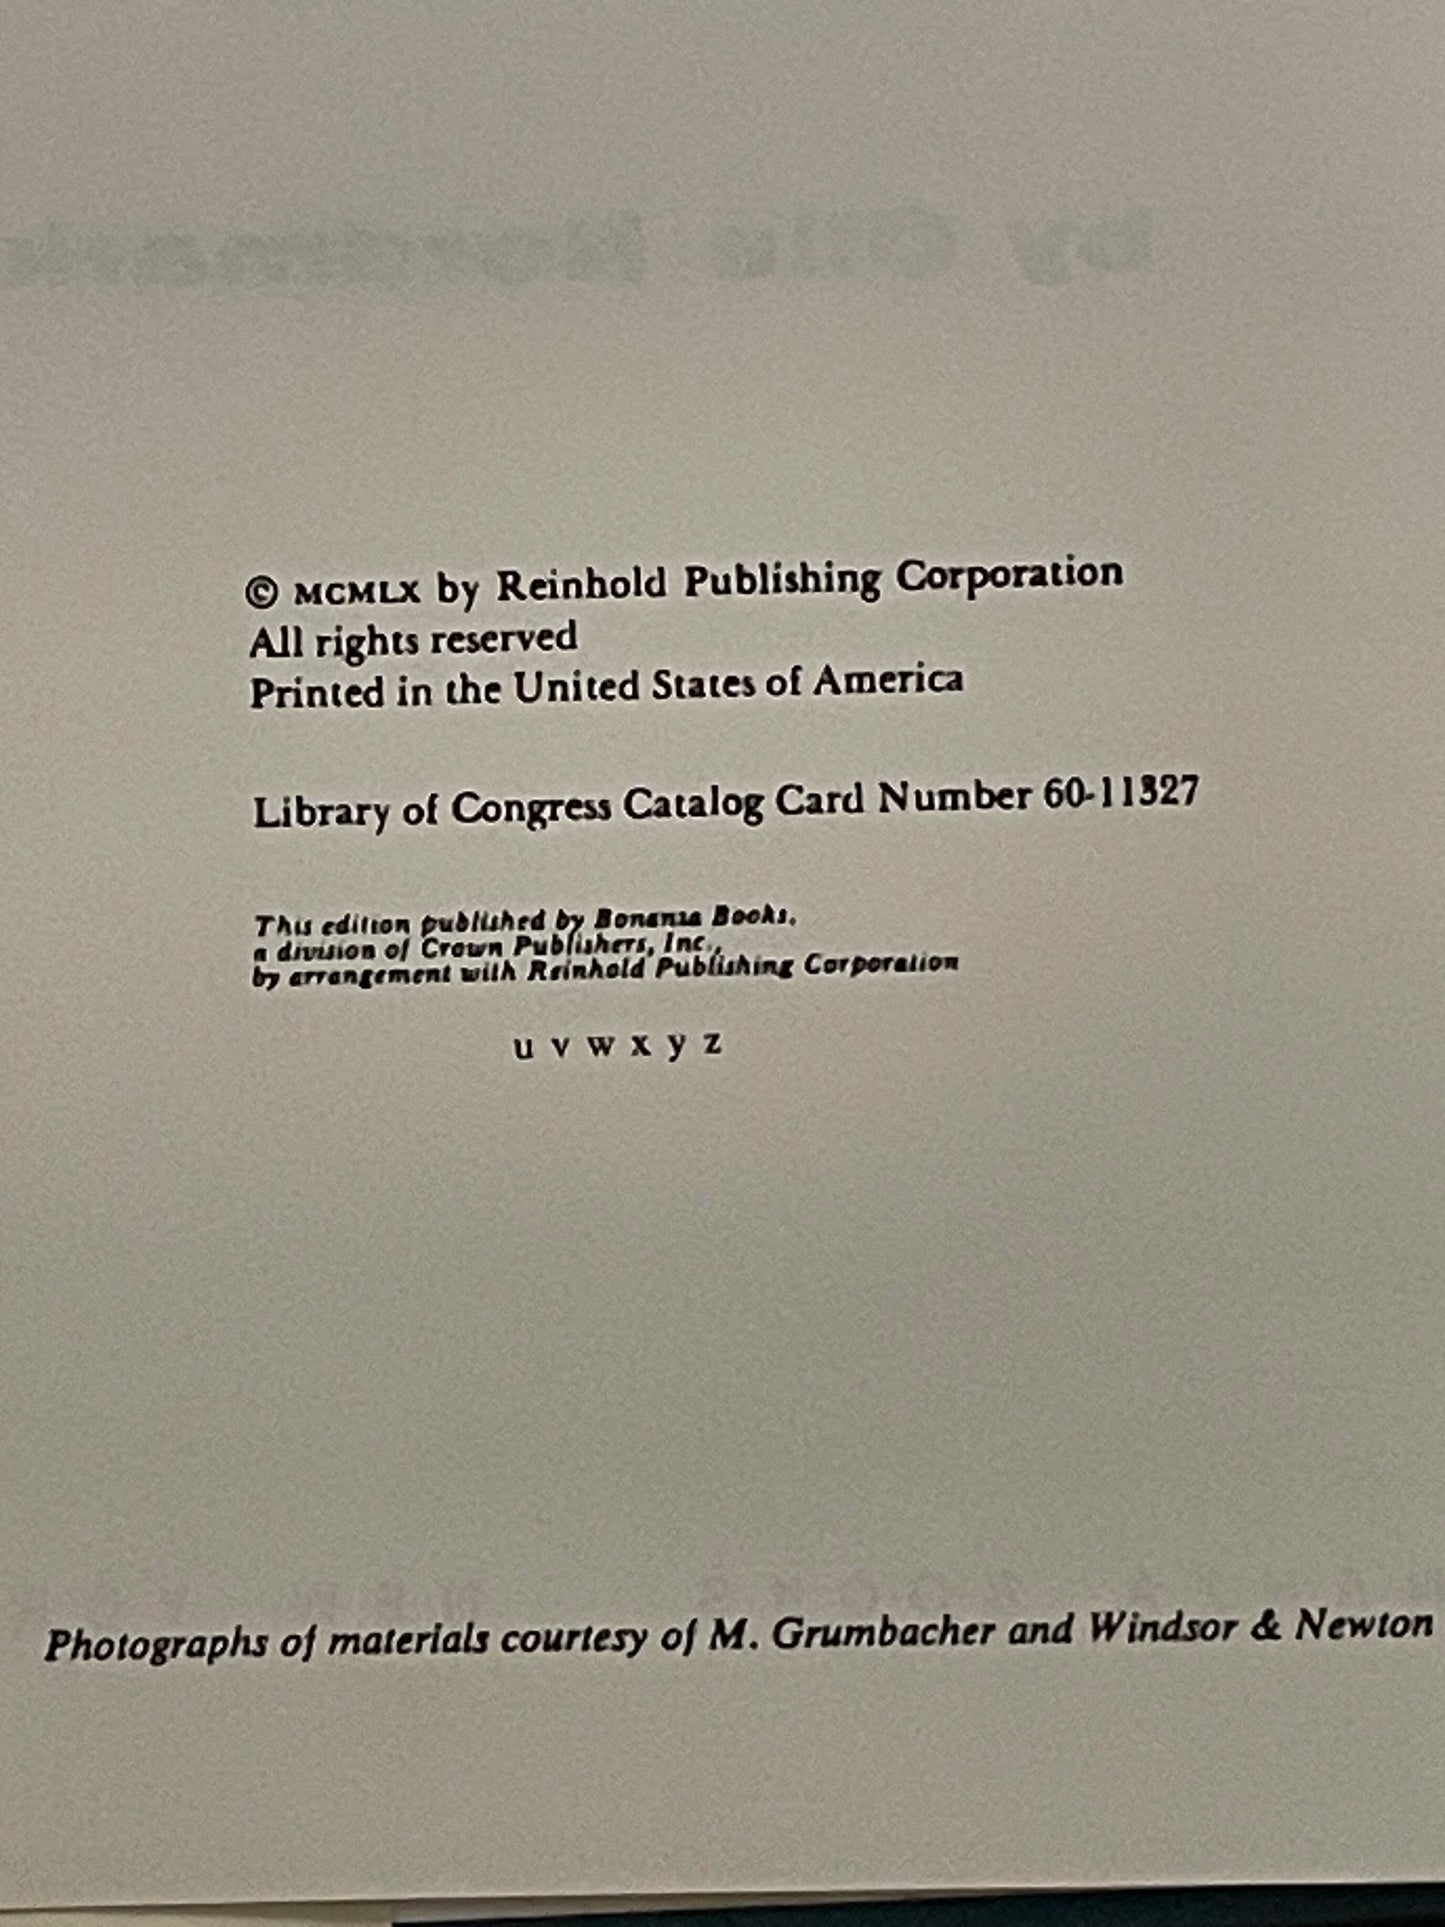 © MCMLX by Reinhold Publishing Corporation
All rights reserved
Printed in the United States of America
Library of Congress Catalog Card Number 60-11327
This edition published by Bonanza Books,
a division of Crown Publishers, Inc.,
by arrangement with Reinhold Publishing Corporation
u v w x y z
Photographs of materials courtesy of M. Grumbacher and Windsor & Newton